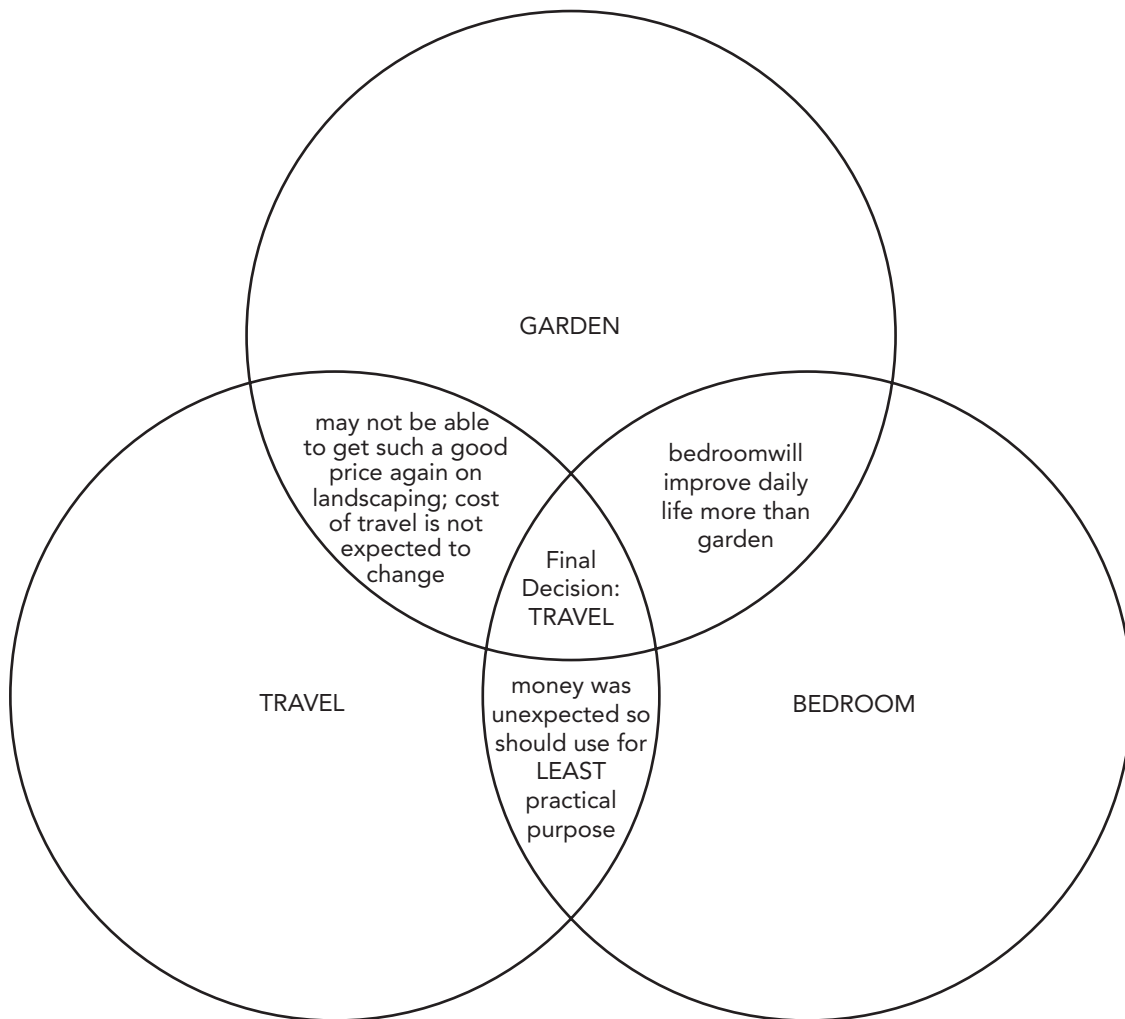 GARDEN
may not be able
to get such a good
price again on
landscaping; cost
of travel is not
expected to
change
bedroomwill
improve daily
life more than
garden
Final
Decision:
TRAVEL
TRAVEL
money was
unexpected so
should use for
LEAST
practical
purpose
BEDROOM